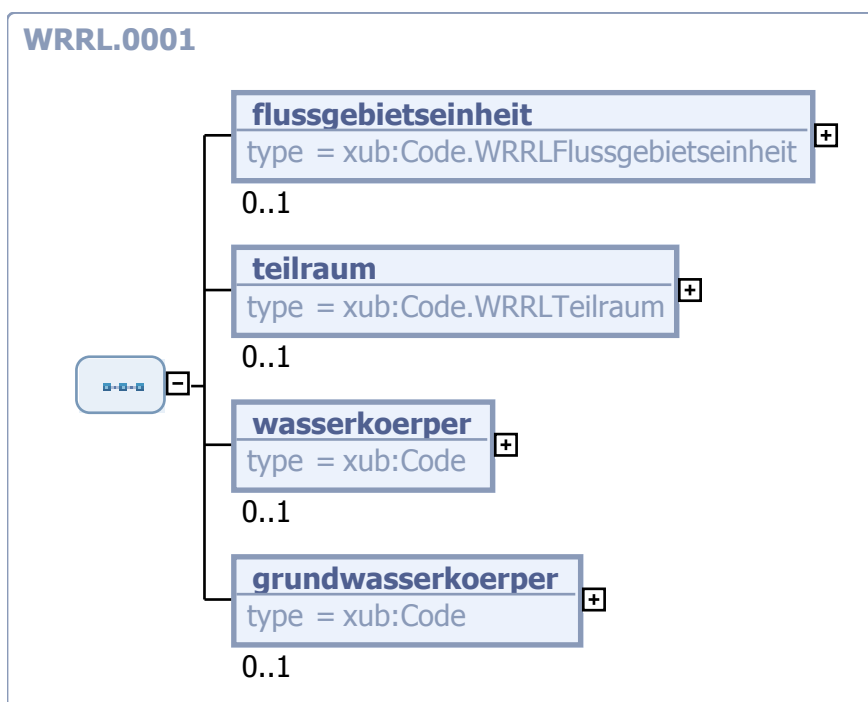 WRRL.0001
flussgebietseinheit
type = xub:Code.WRRLFlussgebietseinheit
0..1
teilraum
type = xub:Code.WRRLTeilraum
0..1
wasserkoerper
type = xub:Code
0..1
grundwasserkoerper
type = xub:Code
0..1